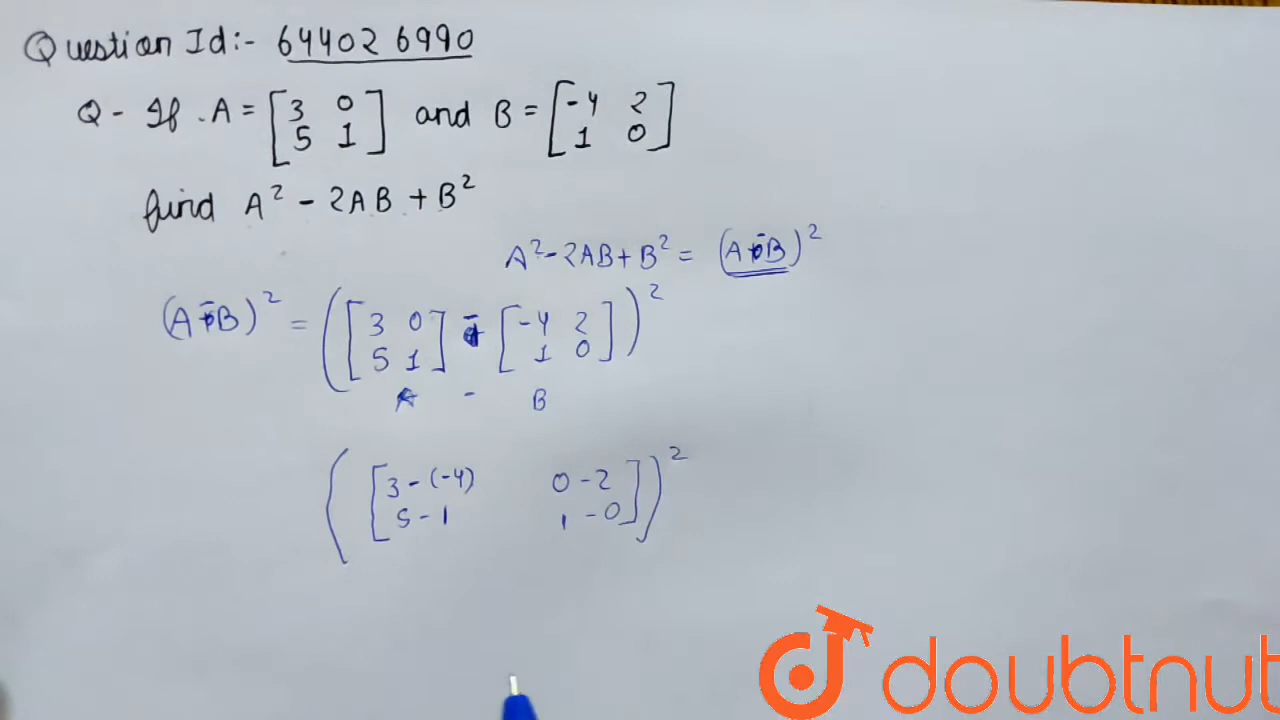 Question Id:- 644026990
Q- If A = [3 0 5 1] and B = [-4 2 1 0]
find A² - 2AB + B²
A² - 2AB + B² = (A - B)²
(A - B)² = ([3 0 5 1] - [-4 2 1 0])²
A - B
([3-(-4) 0-2 5-1 1-0])²
doubtnut